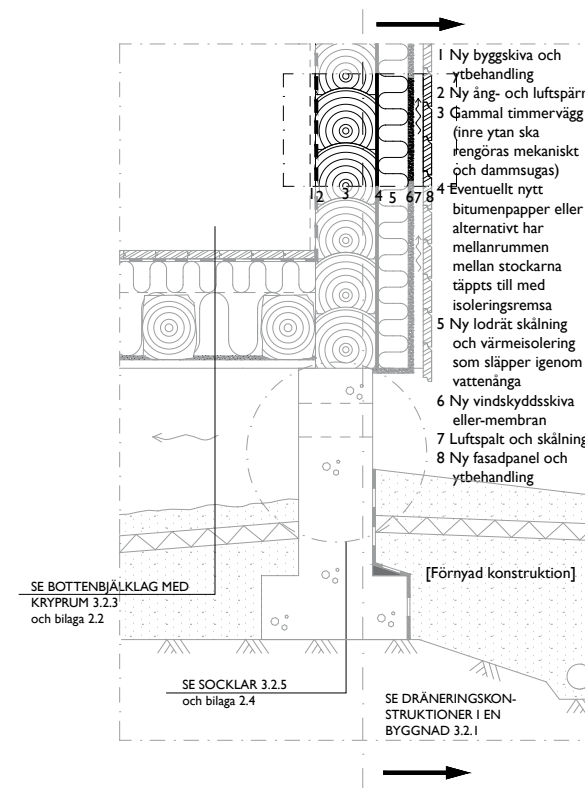 1 Ny byggskiva och
ytbehandling
2 Ny ång- och luftspärr
3 Gammal timmervägg
(inre ytan ska
rengöras mekaniskt
och dammsugas)
4 Eventuellt nytt
bitumenpapper eller
alternativt har
mellanrummen
mellan stockarna
täppts till med
isoleringsremsa
5 Ny lodrät skålning
och värmeisolering
som släpper igenom
vattenånga
6 Ny vindskyddsskiva
eller-membran
7 Luftspalt och skålning
8 Ny fasadpanel och
ytbehandling
1 2 3 4 5 6 7 8
[Förnyad konstruktion]
SE BOTTENBJÄLKLAG MED
KRYPRUM 3.2.3
och bilaga 2.2
SE SOCKLAR 3.2.5
och bilaga 2.4
SE DRÄNERINGSKON-
STRUKTIONER I EN
BYGGNAD 3.2.1